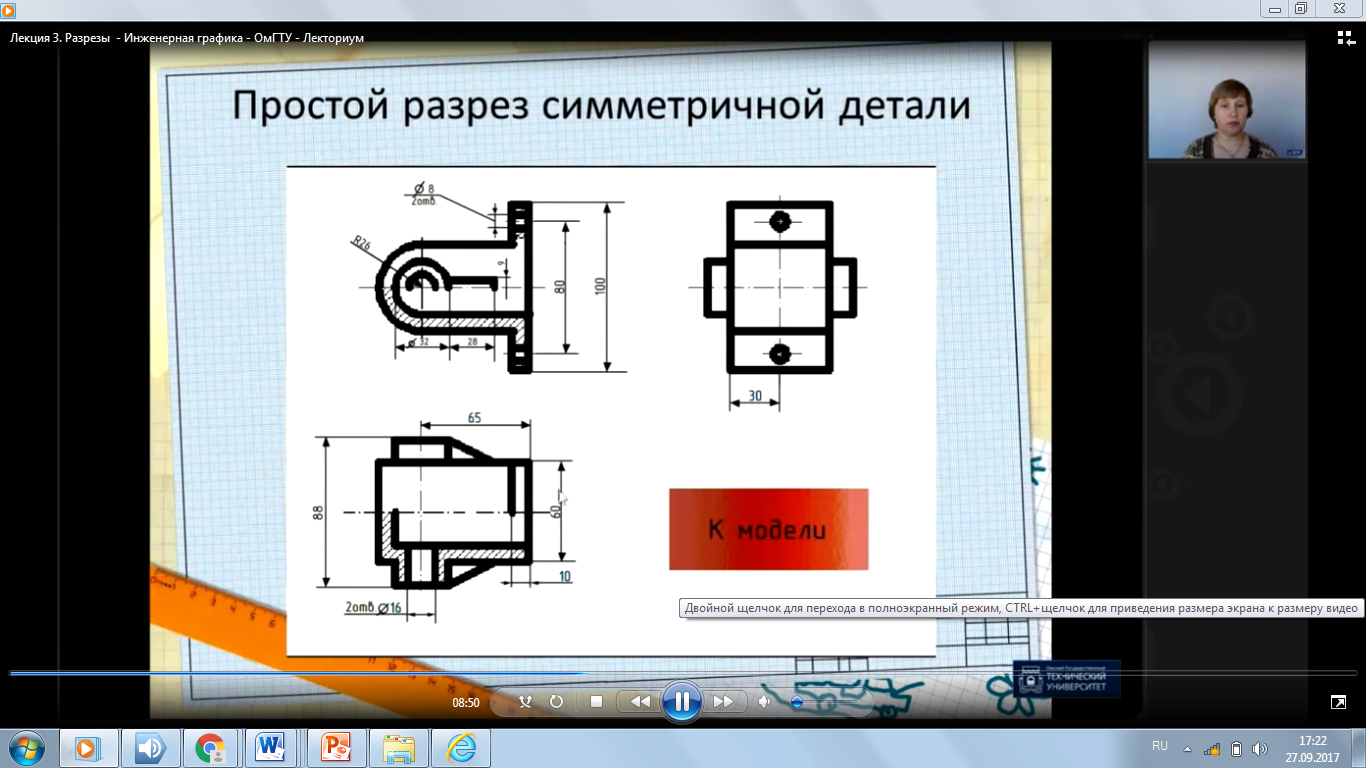 Лекция 3. Разрезы - Инженерная графика - ОмГТУ - Лекториум
Простой разрез симметричной детали
Ø 8
2отв.
R26
9
80
100
Ø 32
28
30
65
88
60
10
2отв. Ø16
К модели
Двойной щелчок для перехода в полноэкранный режим, CTRL+щелчок для приведения размера экрана к размеру видео
ТЕХНИЧЕСКИЙ
УНИВЕРСИТЕТ
08:50
RU
17:22
27.09.2017